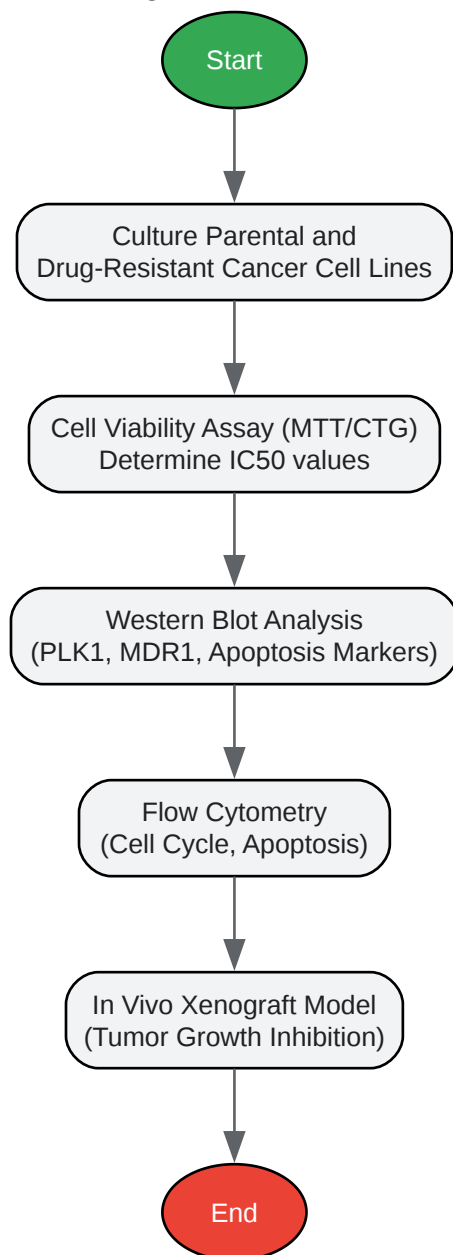 Start
Culture Parental and
Drug-Resistant Cancer Cell Lines
Cell Viability Assay (MTT/CTG)
Determine IC50 values
Western Blot Analysis
(PLK1, MDR1, Apoptosis Markers)
Flow Cytometry
(Cell Cycle, Apoptosis)
In Vivo Xenograft Model
(Tumor Growth Inhibition)
End